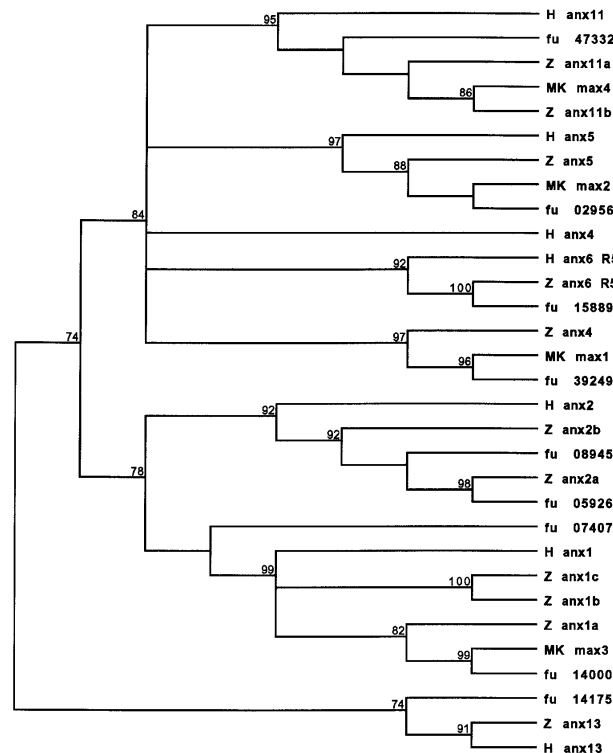 H anx11
95
fu 47332
Z anx11a
MK max4
86
Z anx11b
H anx5
97
Z anx5
88
MK max2
fu 02956
84
H anx4
H anx6 R5
92
Z anx6 R5
100
fu 15889
Z anx4
97
74
MK max1
96
fu 39249
H anx2
92
Z anx2b
92
fu 08945
78
Z anx2a
98
fu 05926
fu 07407
H anx1
99
Z anx1c
100
Z anx1b
Z anx1a
82
MK max3
99
fu 14000
fu 14175
74
Z anx13
91
H anx13